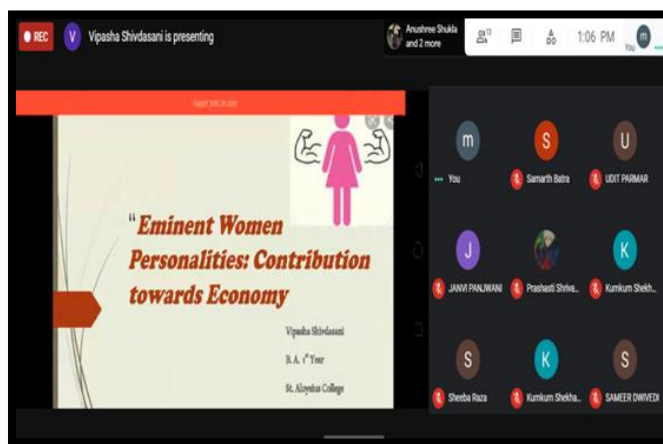 REC
V
Vipasha Shivdasani is presenting
Anushree Shukla
and 2 more
13
1:06 PM
You
"Eminent Women
Personalities: Contribution
towards Economy
Vipasha Shivdasani
B. A. 1st Year
St. Aloysius College
m
You
S
Samarth Batra
U
UDIT PARMAR
J
JANVI PANJWANI
Prashasti Shriva...
K
Kumkum Shekh...
S
Sheeba Raza
K
Kumkum Shekha...
S
SAMEER DWIVEDI